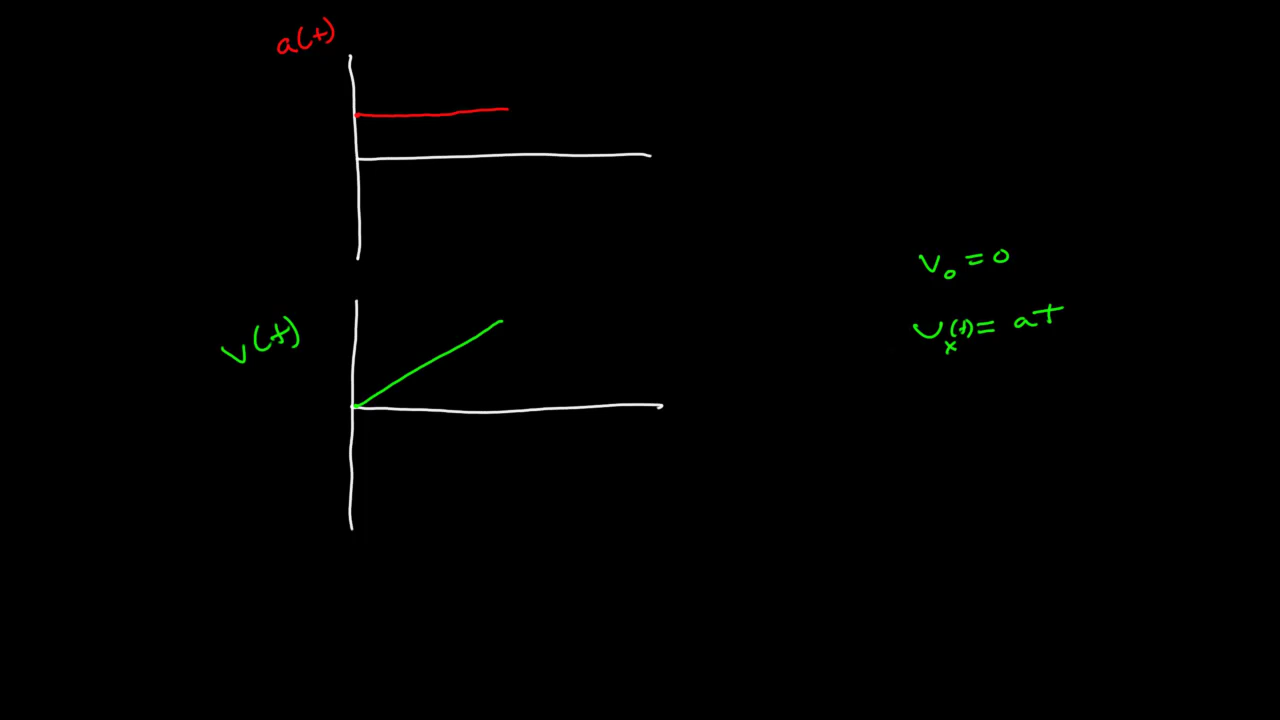 a(t)
v(t)
v₀ = 0
vₓ(t) = at